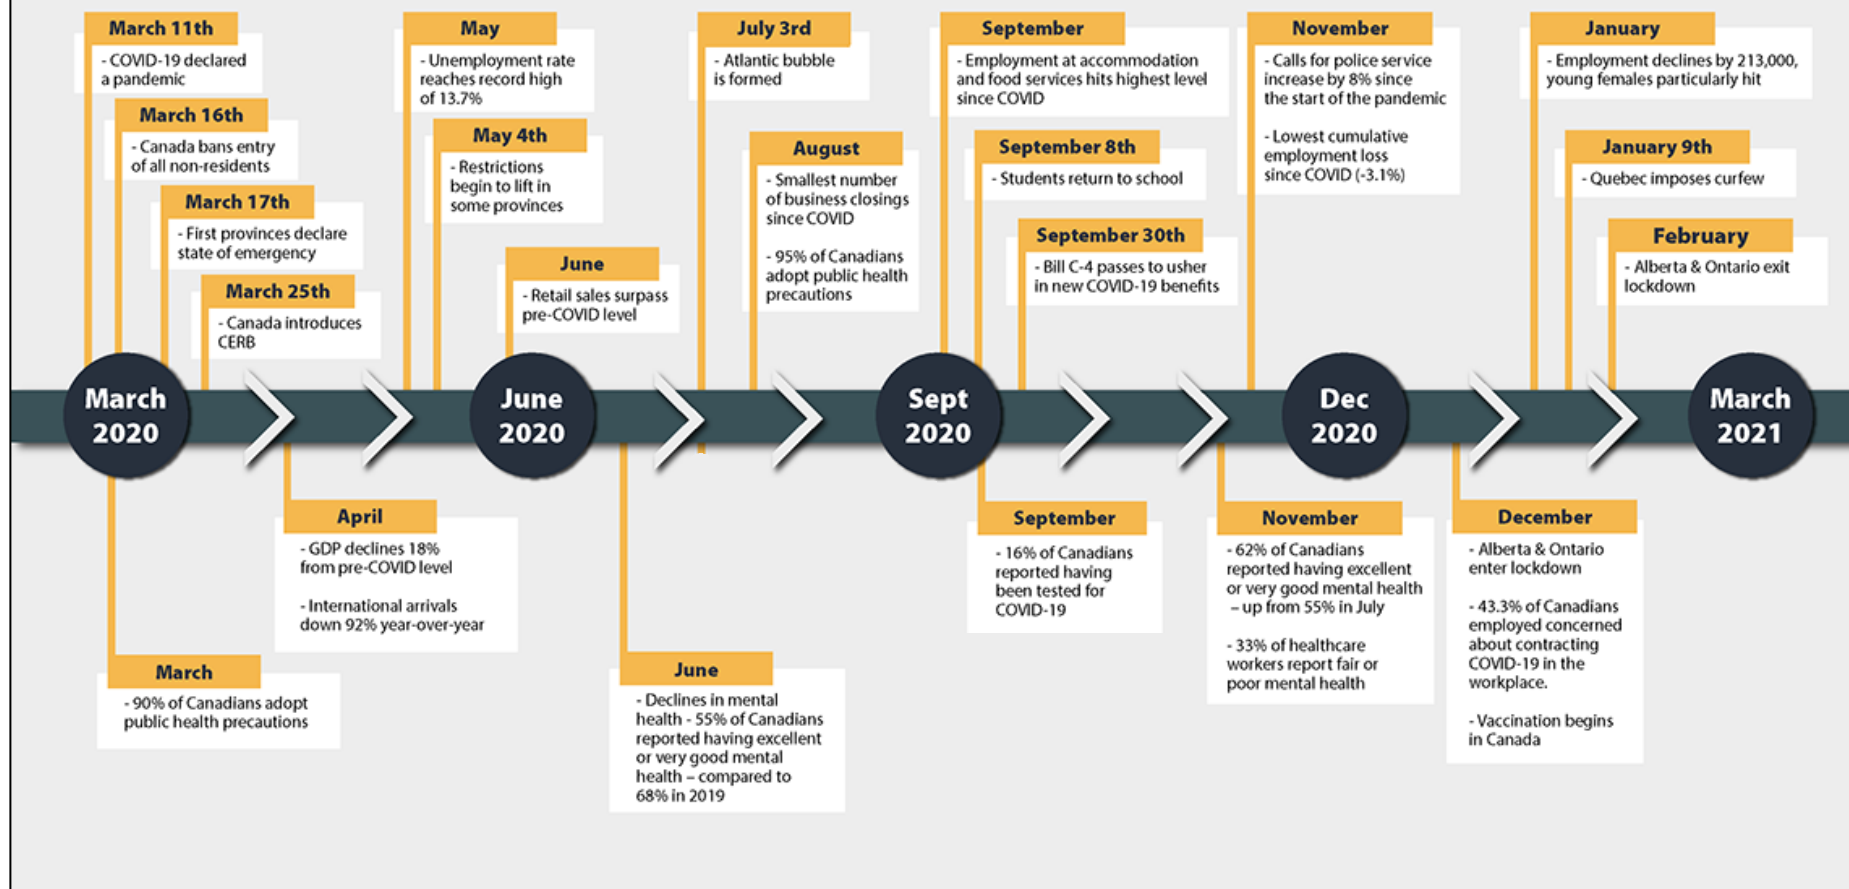 March 11th
- COVID-19 declared
a pandemic
March 16th
- Canada bans entry
of all non-residents
March 17th
- First provinces declare
state of emergency
March 25th
- Canada introduces
CERB
May
- Unemployment rate
reaches record high
of 13.7%
May 4th
- Restrictions
begin to lift in
some provinces
June
- Retail sales surpass
pre-COVID level
July 3rd
- Atlantic bubble
is formed
August
- Smallest number
of business closings
since COVID
- 95% of Canadians
adopt public health
precautions
September
- Employment at accommodation
and food services hits highest level
since COVID
September 8th
- Students return to school
September 30th
- Bill C-4 passes to usher
in new COVID-19 benefits
November
- Calls for police service
increase by 8% since
the start of the pandemic
- Lowest cumulative
employment loss
since COVID (-3.1%)
January
- Employment declines by 213,000,
young females particularly hit
January 9th
- Quebec imposes curfew
February
- Alberta & Ontario exit
lockdown
March
2020
June
2020
Sept
2020
Dec
2020
March
2021
March
- 90% of Canadians adopt
public health precautions
April
- GDP declines 18%
from pre-COVID level
- International arrivals
down 92% year-over-year
June
- Declines in mental
health - 55% of Canadians
reported having excellent
or very good mental
health – compared to
68% in 2019
September
- 16% of Canadians
reported having
been tested for
COVID-19
November
- 62% of Canadians
reported having excellent
or very good mental health
– up from 55% in July
- 33% of healthcare
workers report fair or
poor mental health
December
- Alberta & Ontario
enter lockdown
- 43.3% of Canadians
employed concerned
about contracting
COVID-19 in the
workplace.
- Vaccination begins
in Canada